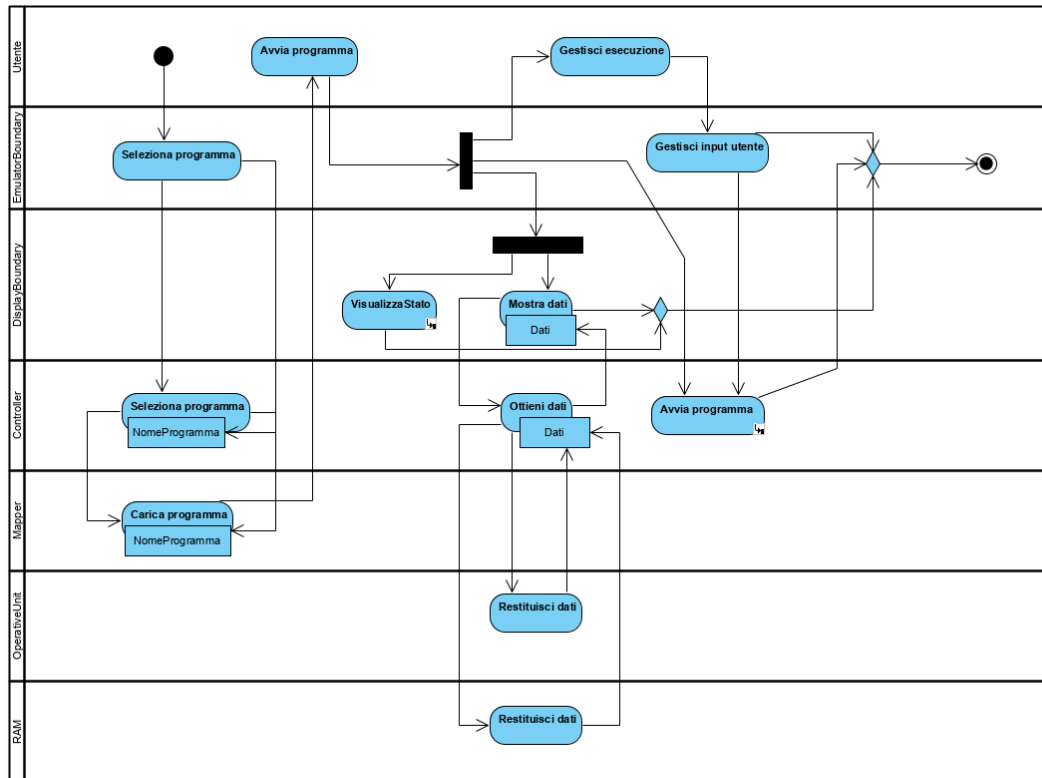 Utente
Avvia programma
Gestisci esecuzione
EmulatorBoundary
Seleziona programma
Gestisci input utente
DisplayBoundary
VisualizzaStato
Mostra dati
Dati
Controller
Seleziona programma
NomeProgramma
Ottieni dati
Dati
Avvia programma
Mapper
Carica programma
NomeProgramma
OperativeUnit
Restituisci dati
RAM
Restituisci dati